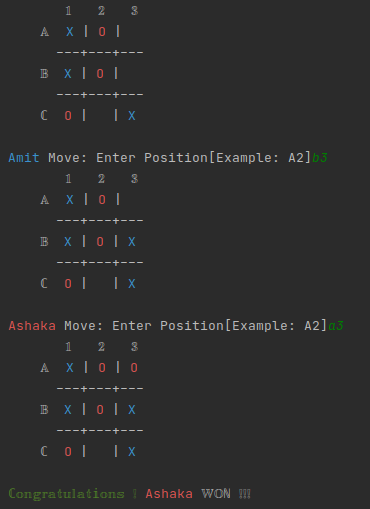 1 2 3
A X | O |
---+---+---
B X | O |
---+---+---
C O | | X
Amit Move: Enter Position[Example: A2]b3
1 2 3
A X | O |
---+---+---
B X | O | X
---+---+---
C O | | X
Ashaka Move: Enter Position[Example: A2]a3
1 2 3
A X | O | O
---+---+---
B X | O | X
---+---+---
C O | | X
Congratulations ! Ashaka WON !!!